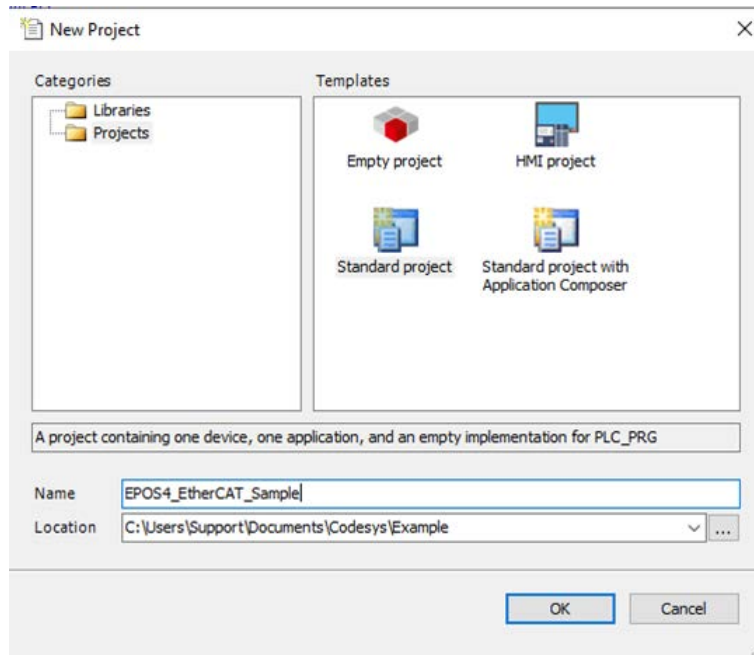 New Project
Categories
Templates
Libraries
Projects
Empty project
HMI project
Standard project
Standard project with
Application Composer
A project containing one device, one application, and an empty implementation for PLC_PRG
Name
EPOS4_EtherCAT_Sample
Location
C:\Users\Support\Documents\Codesys\Example
...
OK
Cancel